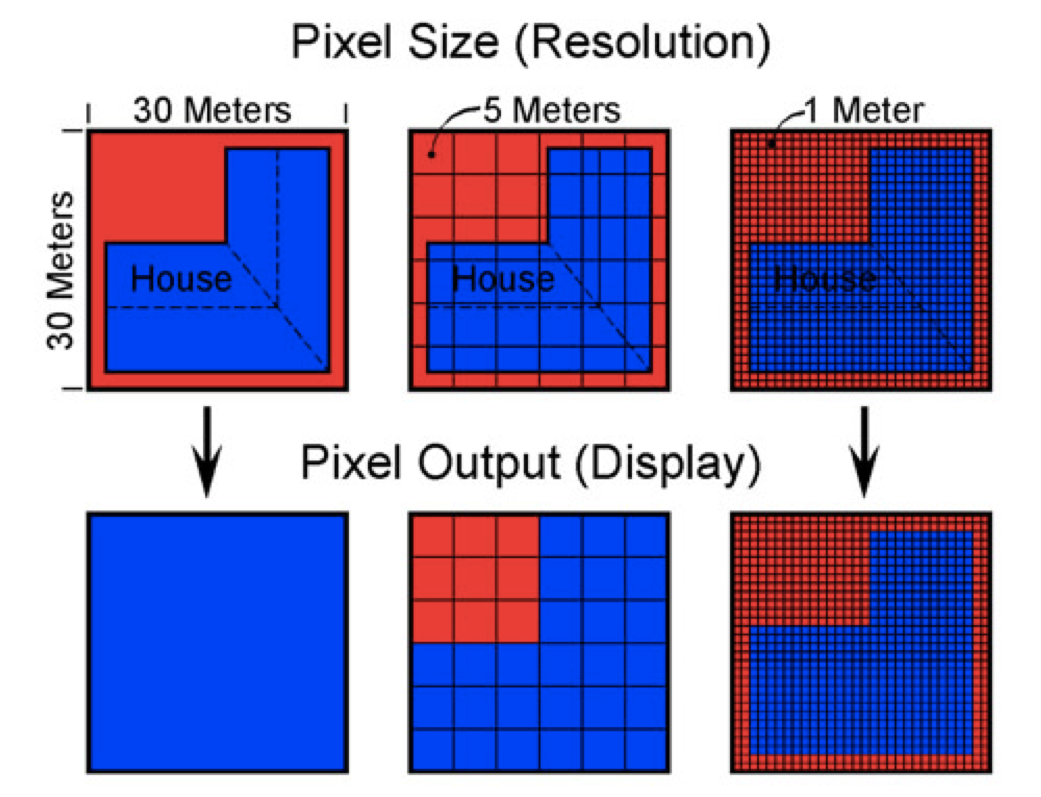 Pixel Size (Resolution)
30 Meters
5 Meters
1 Meter
30 Meters
House
House
House
Pixel Output (Display)